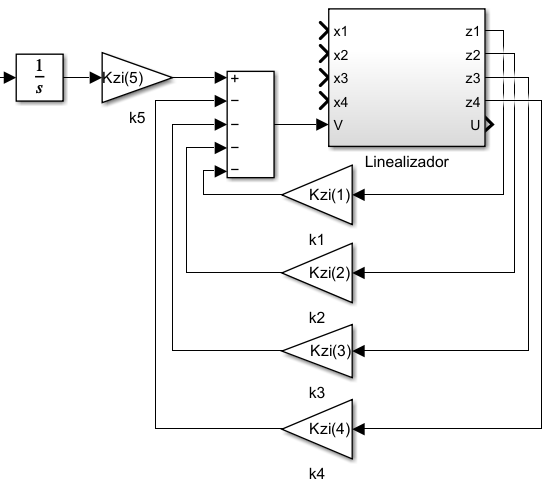 1
s
Kzi(5)
k5
+
−
−
−
−
x1
x2
x3
x4
V
z1
z2
z3
z4
U
Linealizador
Kzi(1)
k1
Kzi(2)
k2
Kzi(3)
k3
Kzi(4)
k4